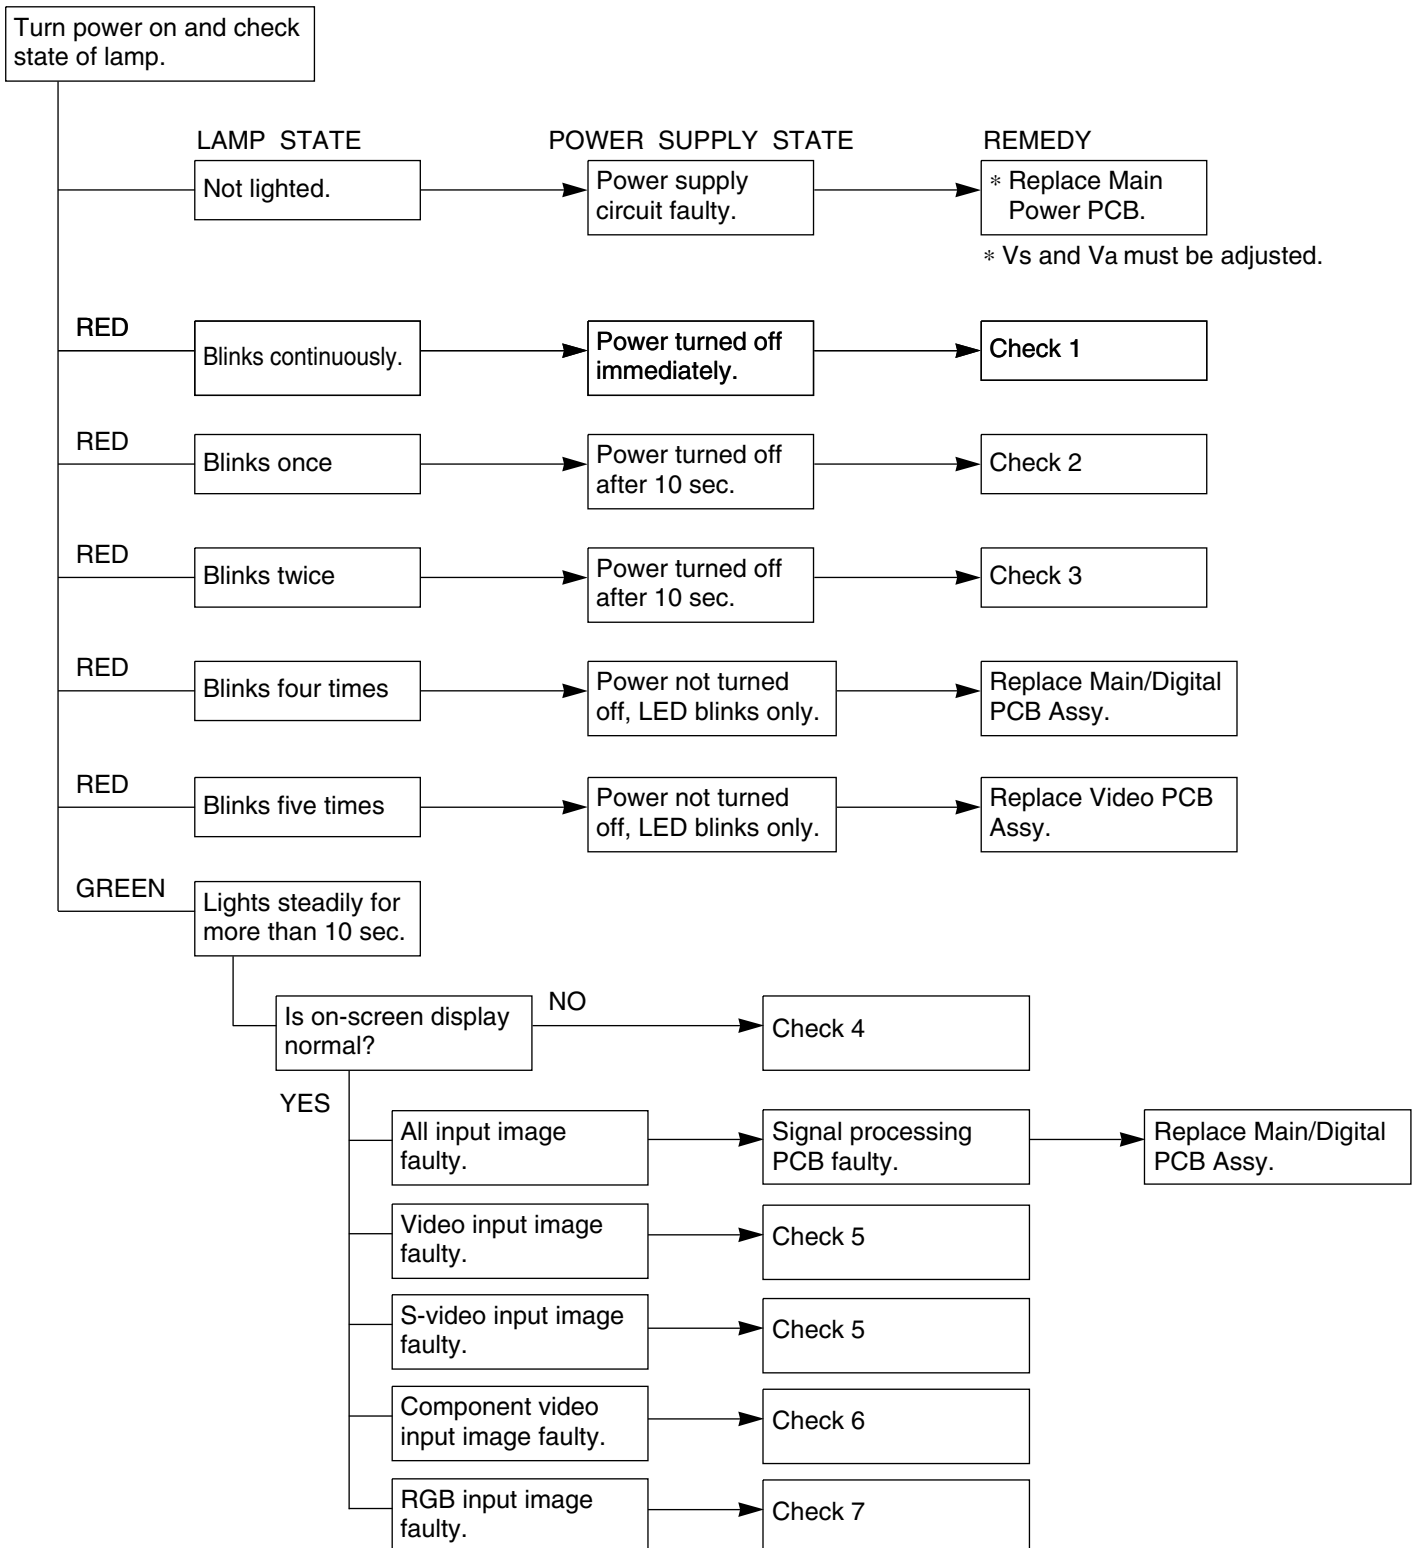 Turn power on and check
state of lamp.
LAMP STATE
POWER SUPPLY STATE
REMEDY
Not lighted.
Power supply
circuit faulty.
* Replace Main
Power PCB.
* Vs and Va must be adjusted.
RED
Blinks continuously.
Power turned off
immediately.
Check 1
RED
Blinks once
Power turned off
after 10 sec.
Check 2
RED
Blinks twice
Power turned off
after 10 sec.
Check 3
RED
Blinks four times
Power not turned
off, LED blinks only.
Replace Main/Digital
PCB Assy.
RED
Blinks five times
Power not turned
off, LED blinks only.
Replace Video PCB
Assy.
GREEN
Lights steadily for
more than 10 sec.
Is on-screen display
normal?
NO
Check 4
YES
All input image
faulty.
Signal processing
PCB faulty.
Replace Main/Digital
PCB Assy.
Video input image
faulty.
Check 5
S-video input image
faulty.
Check 5
Component video
input image faulty.
Check 6
RGB input image
faulty.
Check 7